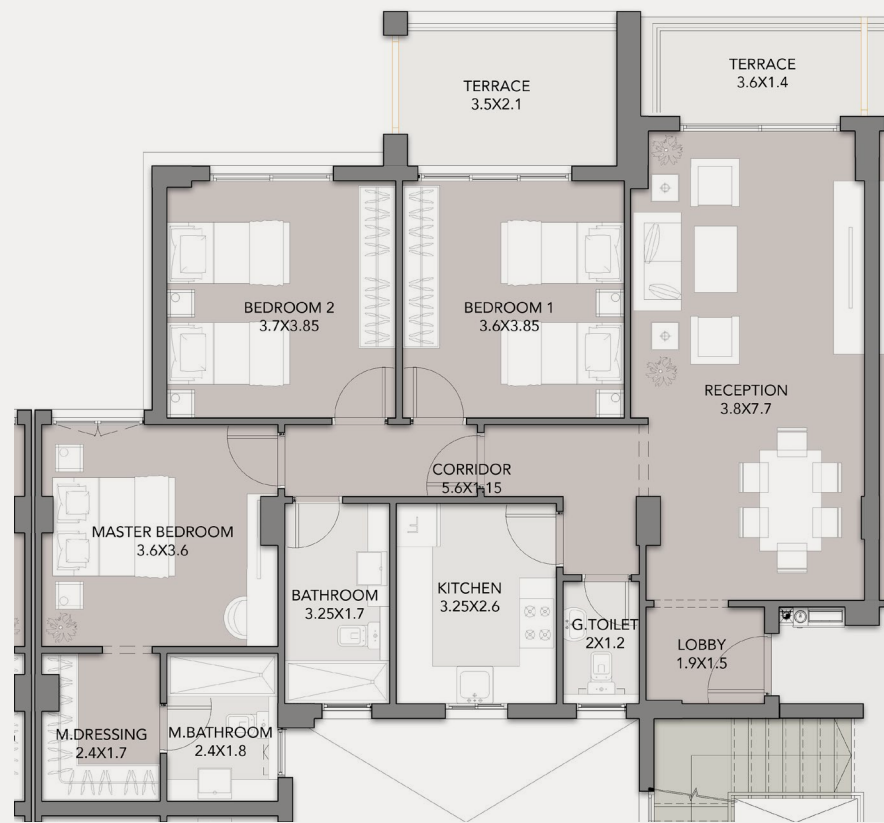 TERRACE
3.5X2.1
TERRACE
3.6X1.4
BEDROOM 2
3.7X3.85
BEDROOM 1
3.6X3.85
RECEPTION
3.8X7.7
CORRIDOR
5.6X1.15
MASTER BEDROOM
3.6X3.6
BATHROOM
3.25X1.7
KITCHEN
3.25X2.6
G.TOILET
2X1.2
LOBBY
1.9X1.5
M.DRESSING
2.4X1.7
M.BATHROOM
2.4X1.8